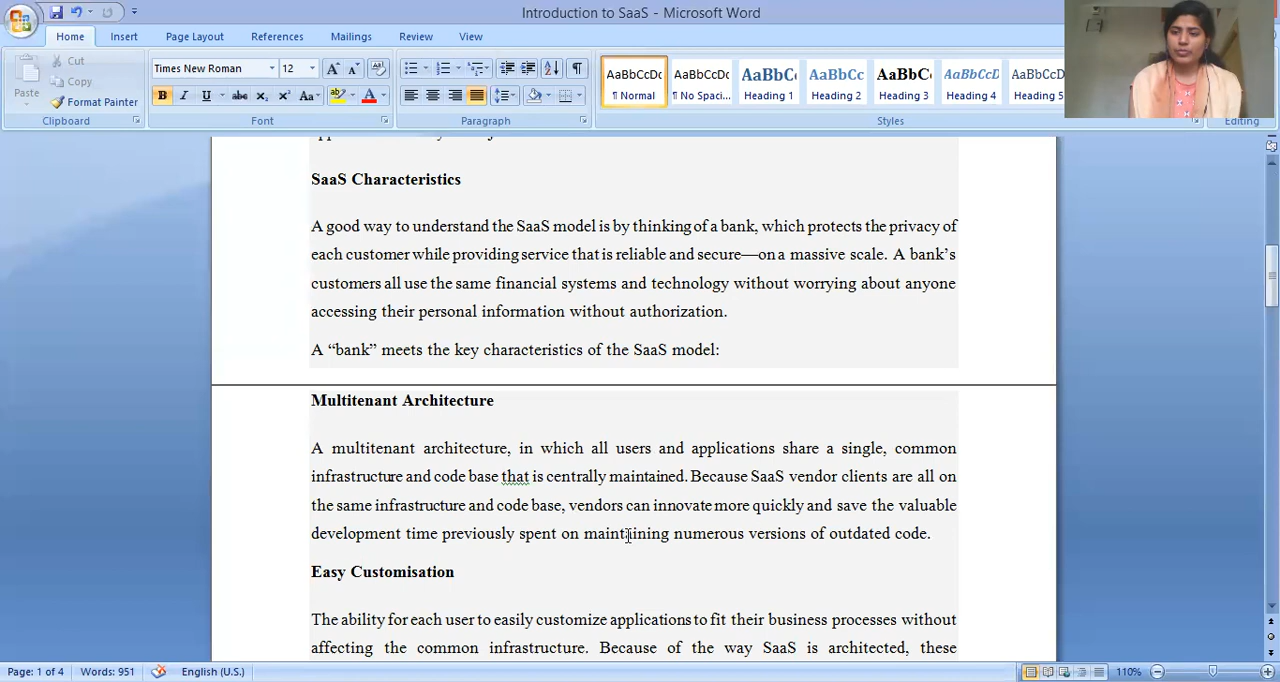 Introduction to SaaS - Microsoft Word
Home Insert Page Layout References Mailings Review View
Paste
Cut
Copy
Format Painter
Clipboard
Times New Roman 12
Font
Paragraph
AaBbCcDc AaBbCcDc AaBbC AaBbCc AaBbCc AaBbCcD AaBbCcD
¶ Normal ¶ No Spaci... Heading 1 Heading 2 Heading 3 Heading 4 Heading 5
Styles
Editing
SaaS Characteristics
A good way to understand the SaaS model is by thinking of a bank, which protects the privacy of
each customer while providing service that is reliable and secure—on a massive scale. A bank’s
customers all use the same financial systems and technology without worrying about anyone
accessing their personal information without authorization.
A “bank” meets the key characteristics of the SaaS model:
Multitenant Architecture
A multitenant architecture, in which all users and applications share a single, common
infrastructure and code base that is centrally maintained. Because SaaS vendor clients are all on
the same infrastructure and code base, vendors can innovate more quickly and save the valuable
development time previously spent on maintaining numerous versions of outdated code.
Easy Customisation
The ability for each user to easily customize applications to fit their business processes without
affecting the common infrastructure. Because of the way SaaS is architected, these
Page: 1 of 4 Words: 951 English (U.S.) 110%